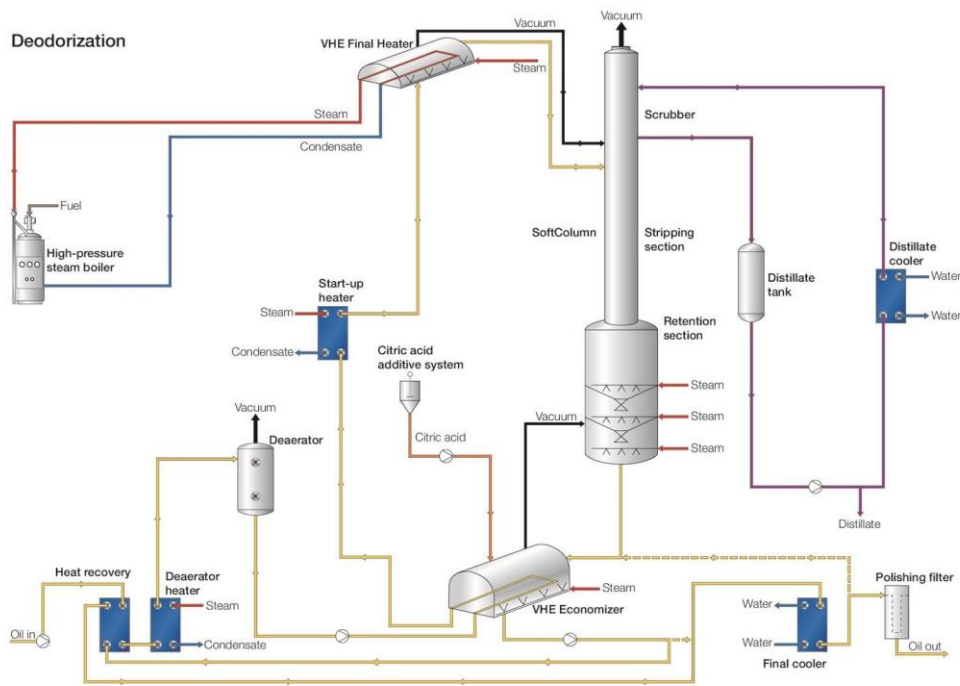 Deodorization
Vacuum
Vacuum
VHE Final Heater
Steam
Steam
Scrubber
Condensate
Fuel
High-pressure
steam boiler
SoftColumn
Stripping
section
Distillate
tank
Distillate
cooler
Water
Water
Start-up
heater
Steam
Condensate
Retention
section
Citric acid
additive system
Steam
Steam
Steam
Vacuum
Deaerator
Vacuum
Citric acid
Distillate
Heat recovery
Deaerator
heater
Steam
Condensate
Oil in
Steam
VHE Economizer
Polishing filter
Water
Water
Final cooler
Oil out